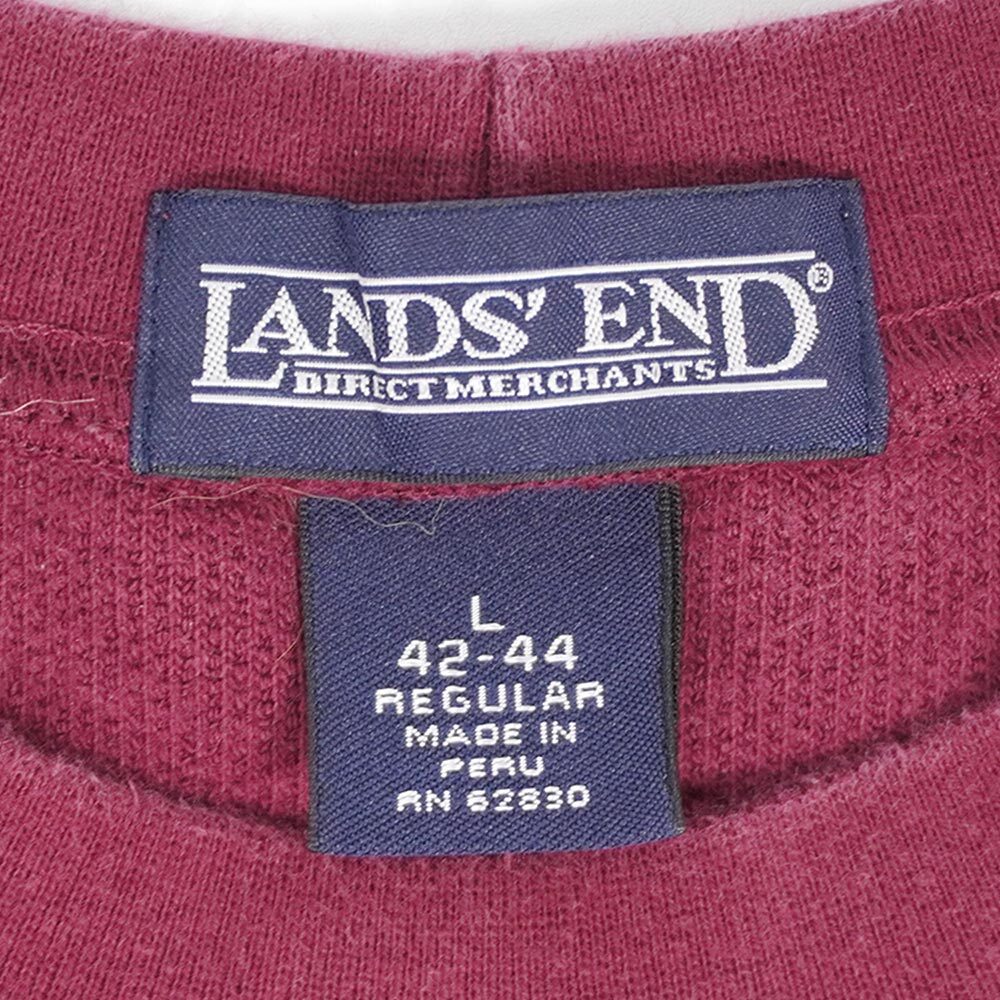 LANDS' END®
DIRECT MERCHANTS
L
42-44
REGULAR
MADE IN
PERU
RN 62830